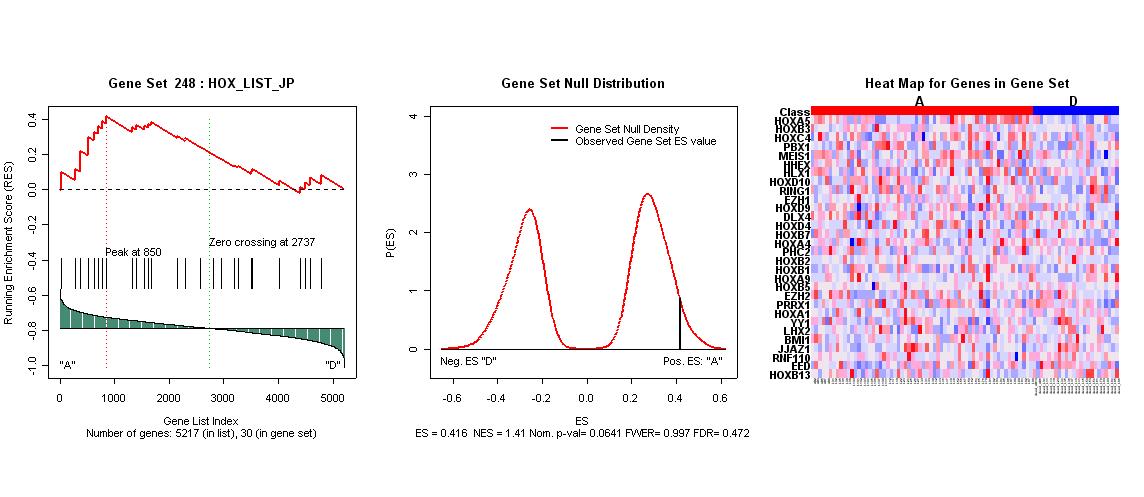 Gene Set 248 : HOX_LIST_JP
Running Enrichment Score (RES)
0.4
0.2
0.0
-0.2
-0.4
-0.6
-0.8
-1.0
Peak at 850
Zero crossing at 2737
"A"
"D"
0
1000
2000
3000
4000
5000
Gene List Index
Number of genes: 5217 (in list), 30 (in gene set)
Gene Set Null Distribution
P(ES)
4
3
2
1
0
Gene Set Null Density
Observed Gene Set ES value
Neg. ES "D"
Pos. ES: "A"
-0.6
-0.4
-0.2
0.0
0.2
0.4
0.6
ES
ES = 0.416 NES = 1.41 Nom. p-val= 0.0641 FWER= 0.997 FDR= 0.472
Heat Map for Genes in Gene Set
A
D
Class
HOXA5
HOXB3
HOXC4
PBX1
MEIS1
HHEX
HLX1
HOXD10
RING1
EZH1
HOXD9
DLX4
HOXD4
HOXB7
HOXA4
PHC2
HOXB2
HOXB1
HOXA9
HOXB5
EZH2
PRRX1
HOXA1
YY1
LHX2
BMI1
JJAZ1
RNF110
EED
HOXB13